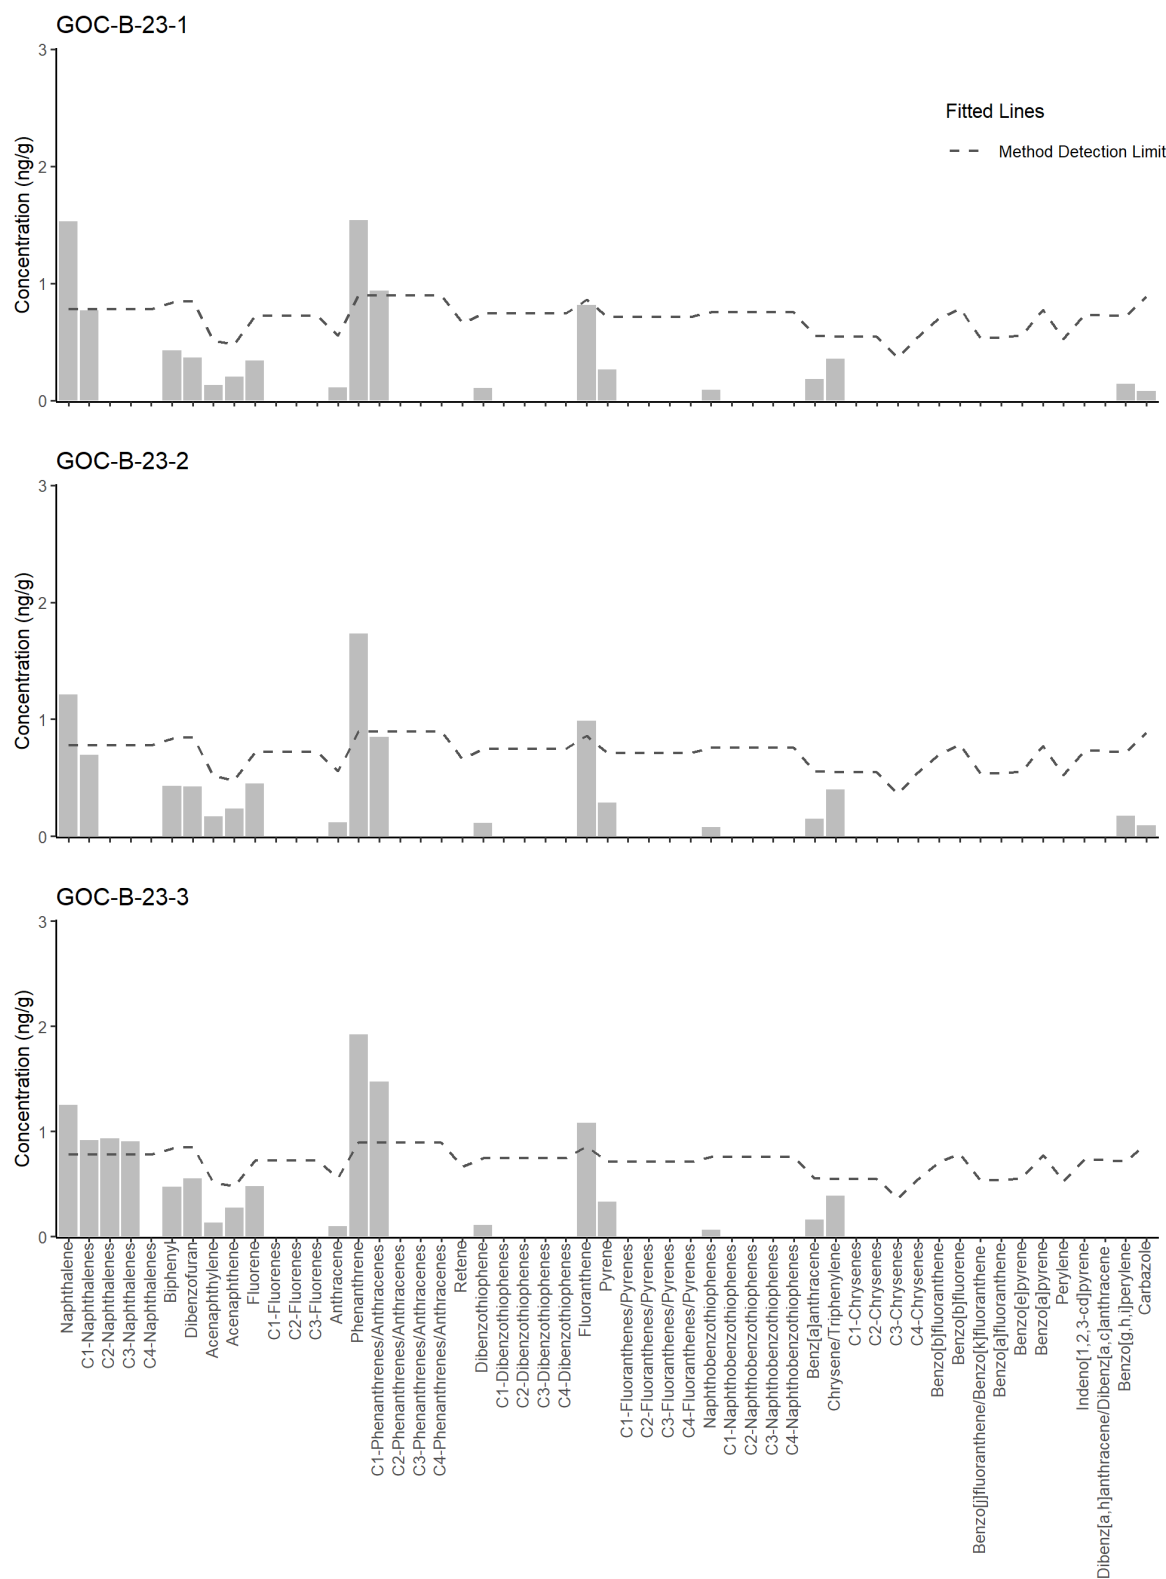 GOC-B-23-1
3
2
1
0
Concentration (ng/g)
Fitted Lines
Method Detection Limit
GOC-B-23-2
3
2
1
0
Concentration (ng/g)
GOC-B-23-3
3
2
1
0
Concentration (ng/g)
Naphthalene
C1-Naphthalenes
C2-Naphthalenes
C3-Naphthalenes
C4-Naphthalenes
Biphenyl
Dibenzofuran
Acenaphthylene
Acenaphthene
Fluorene
C1-Fluorenes
C2-Fluorenes
C3-Fluorenes
Anthracene
Phenanthrene
C1-Phenanthrenes/Anthracenes
C2-Phenanthrenes/Anthracenes
C3-Phenanthrenes/Anthracenes
C4-Phenanthrenes/Anthracenes
Retene
Dibenzothiophene
C1-Dibenzothiophenes
C2-Dibenzothiophenes
C3-Dibenzothiophenes
C4-Dibenzothiophenes
Fluoranthene
Pyrene
C1-Fluoranthenes/Pyrenes
C2-Fluoranthenes/Pyrenes
C3-Fluoranthenes/Pyrenes
C4-Fluoranthenes/Pyrenes
Naphthobenzothiophenes
C1-Naphthobenzothiophenes
C2-Naphthobenzothiophenes
C3-Naphthobenzothiophenes
C4-Naphthobenzothiophenes
Benz[a]anthracene
Chrysene/Triphenylene
C1-Chrysenes
C2-Chrysenes
C3-Chrysenes
C4-Chrysenes
Benzo[b]fluoranthene
Benzo[b]fluorene
Benzo[j]fluoranthene/Benzo[k]fluoranthene
Benzo[a]fluoranthene
Benzo[e]pyrene
Benzo[a]pyrene
Perylene
Indeno[1,2,3-cd]pyrene
Dibenz[a,h]anthracene/Dibenz[a,c]anthracene
Benzo[g,h,i]perylene
Carbazole